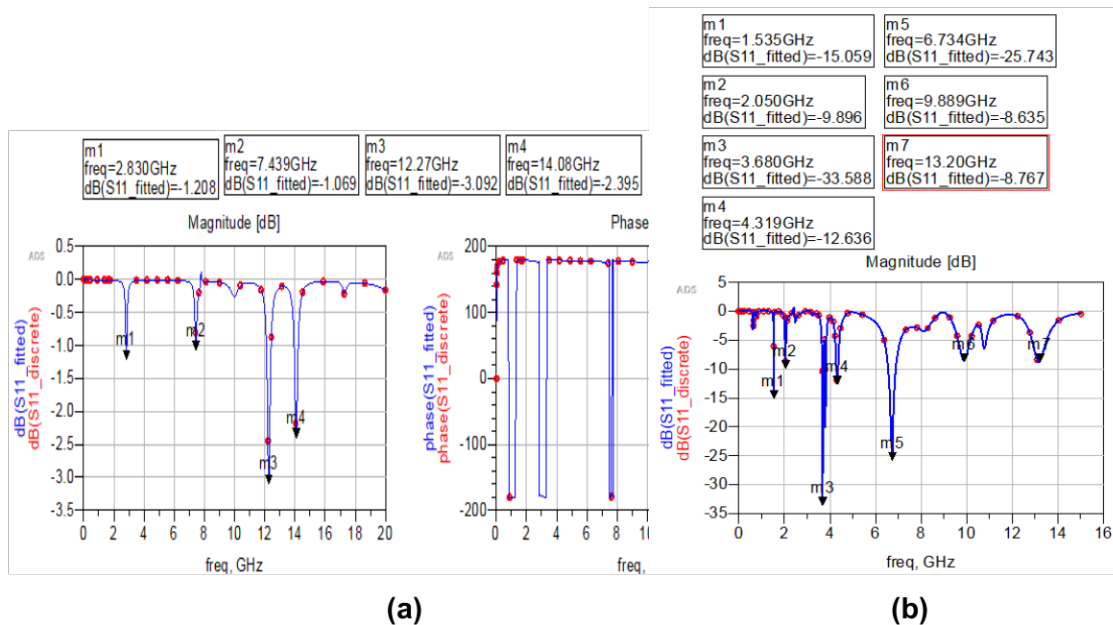 m1
freq=2.830GHz
dB(S11_fitted)=-1.208
m2
freq=7.439GHz
dB(S11_fitted)=-1.069
m3
freq=12.27GHz
dB(S11_fitted)=-3.092
m4
freq=14.08GHz
dB(S11_fitted)=-2.395
Magnitude [dB]
ADS
dB(S11_fitted)
dB(S11_discrete)
0.5
0.0
-0.5
-1.0
-1.5
-2.0
-2.5
-3.0
-3.5
m1
m2
m3
m4
0 2 4 6 8 10 12 14 16 18 20
freq, GHz
Phase
ADS
phase(S11_fitted)
phase(S11_discrete)
200
100
0
-100
-200
0 2 4 6 8 10
freq,
(a)
m1
freq=1.535GHz
dB(S11_fitted)=-15.059
m2
freq=2.050GHz
dB(S11_fitted)=-9.896
m3
freq=3.680GHz
dB(S11_fitted)=-33.588
m4
freq=4.319GHz
dB(S11_fitted)=-12.636
m5
freq=6.734GHz
dB(S11_fitted)=-25.743
m6
freq=9.889GHz
dB(S11_fitted)=-8.635
m7
freq=13.20GHz
dB(S11_fitted)=-8.767
Magnitude [dB]
ADS
dB(S11_fitted)
dB(S11_discrete)
5
0
-5
-10
-15
-20
-25
-30
-35
m1
m2
m3
m4
m5
m6
m7
0 2 4 6 8 10 12 14 16
freq, GHz
(b)